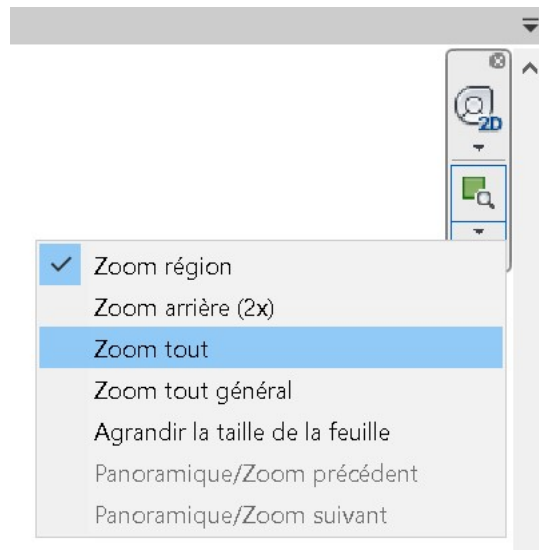 2D
Zoom région
Zoom arrière (2x)
Zoom tout
Zoom tout général
Agrandir la taille de la feuille
Panoramique/Zoom précédent
Panoramique/Zoom suivant